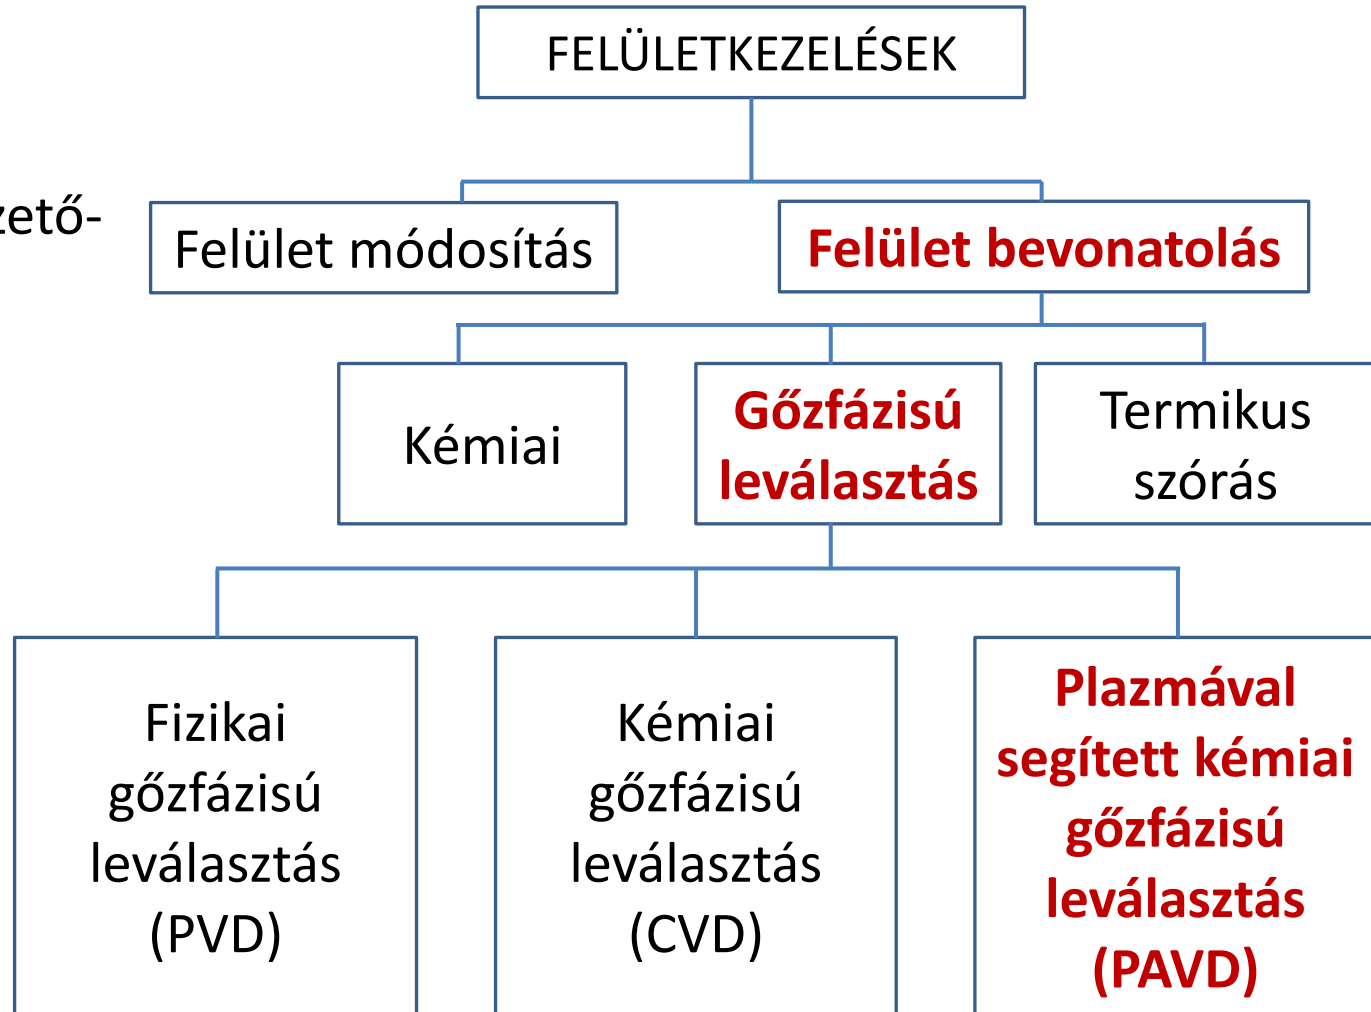 FELÜLETKEZELÉSEK
zető-
Felület módosítás
Felület bevonatolás
Kémiai
Gőzfázisú
leválasztás
Termikus
szórás
Fizikai
gőzfázisú
leválasztás
(PVD)
Kémiai
gőzfázisú
leválasztás
(CVD)
Plazmával
segített kémiai
gőzfázisú
leválasztás
(PAVD)